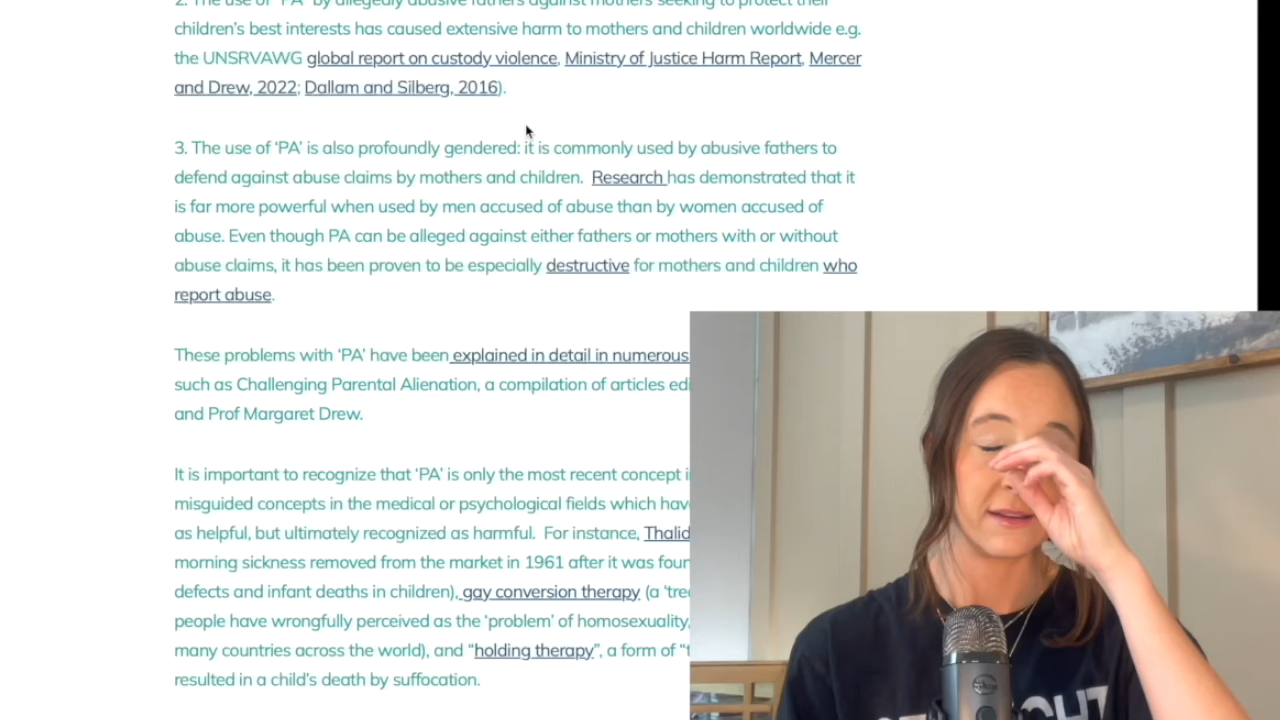 2. The use of "PA" by allegedly abusive fathers against mothers seeking to protect their
children's best interests has caused extensive harm to mothers and children worldwide e.g.
the UNSRVAWG global report on custody violence, Ministry of Justice Harm Report, Mercer
and Drew, 2022; Dallam and Silberg, 2016).
3. The use of ‘PA’ is also profoundly gendered: it is commonly used by abusive fathers to
defend against abuse claims by mothers and children.  Research has demonstrated that it
is far more powerful when used by men accused of abuse than by women accused of
abuse. Even though PA can be alleged against either fathers or mothers with or without
abuse claims, it has been proven to be especially destructive for mothers and children who
report abuse.
These problems with ‘PA’ have been explained in detail in numerous
such as Challenging Parental Alienation, a compilation of articles edi
and Prof Margaret Drew.
It is important to recognize that ‘PA’ is only the most recent concept i
misguided concepts in the medical or psychological fields which hav
as helpful, but ultimately recognized as harmful.  For instance, Thalid
morning sickness removed from the market in 1961 after it was four
defects and infant deaths in children), gay conversion therapy (a ‘tre
people have wrongfully perceived as the ‘problem’ of homosexuality,
many countries across the world), and “holding therapy”, a form of “t
resulted in a child’s death by suffocation.